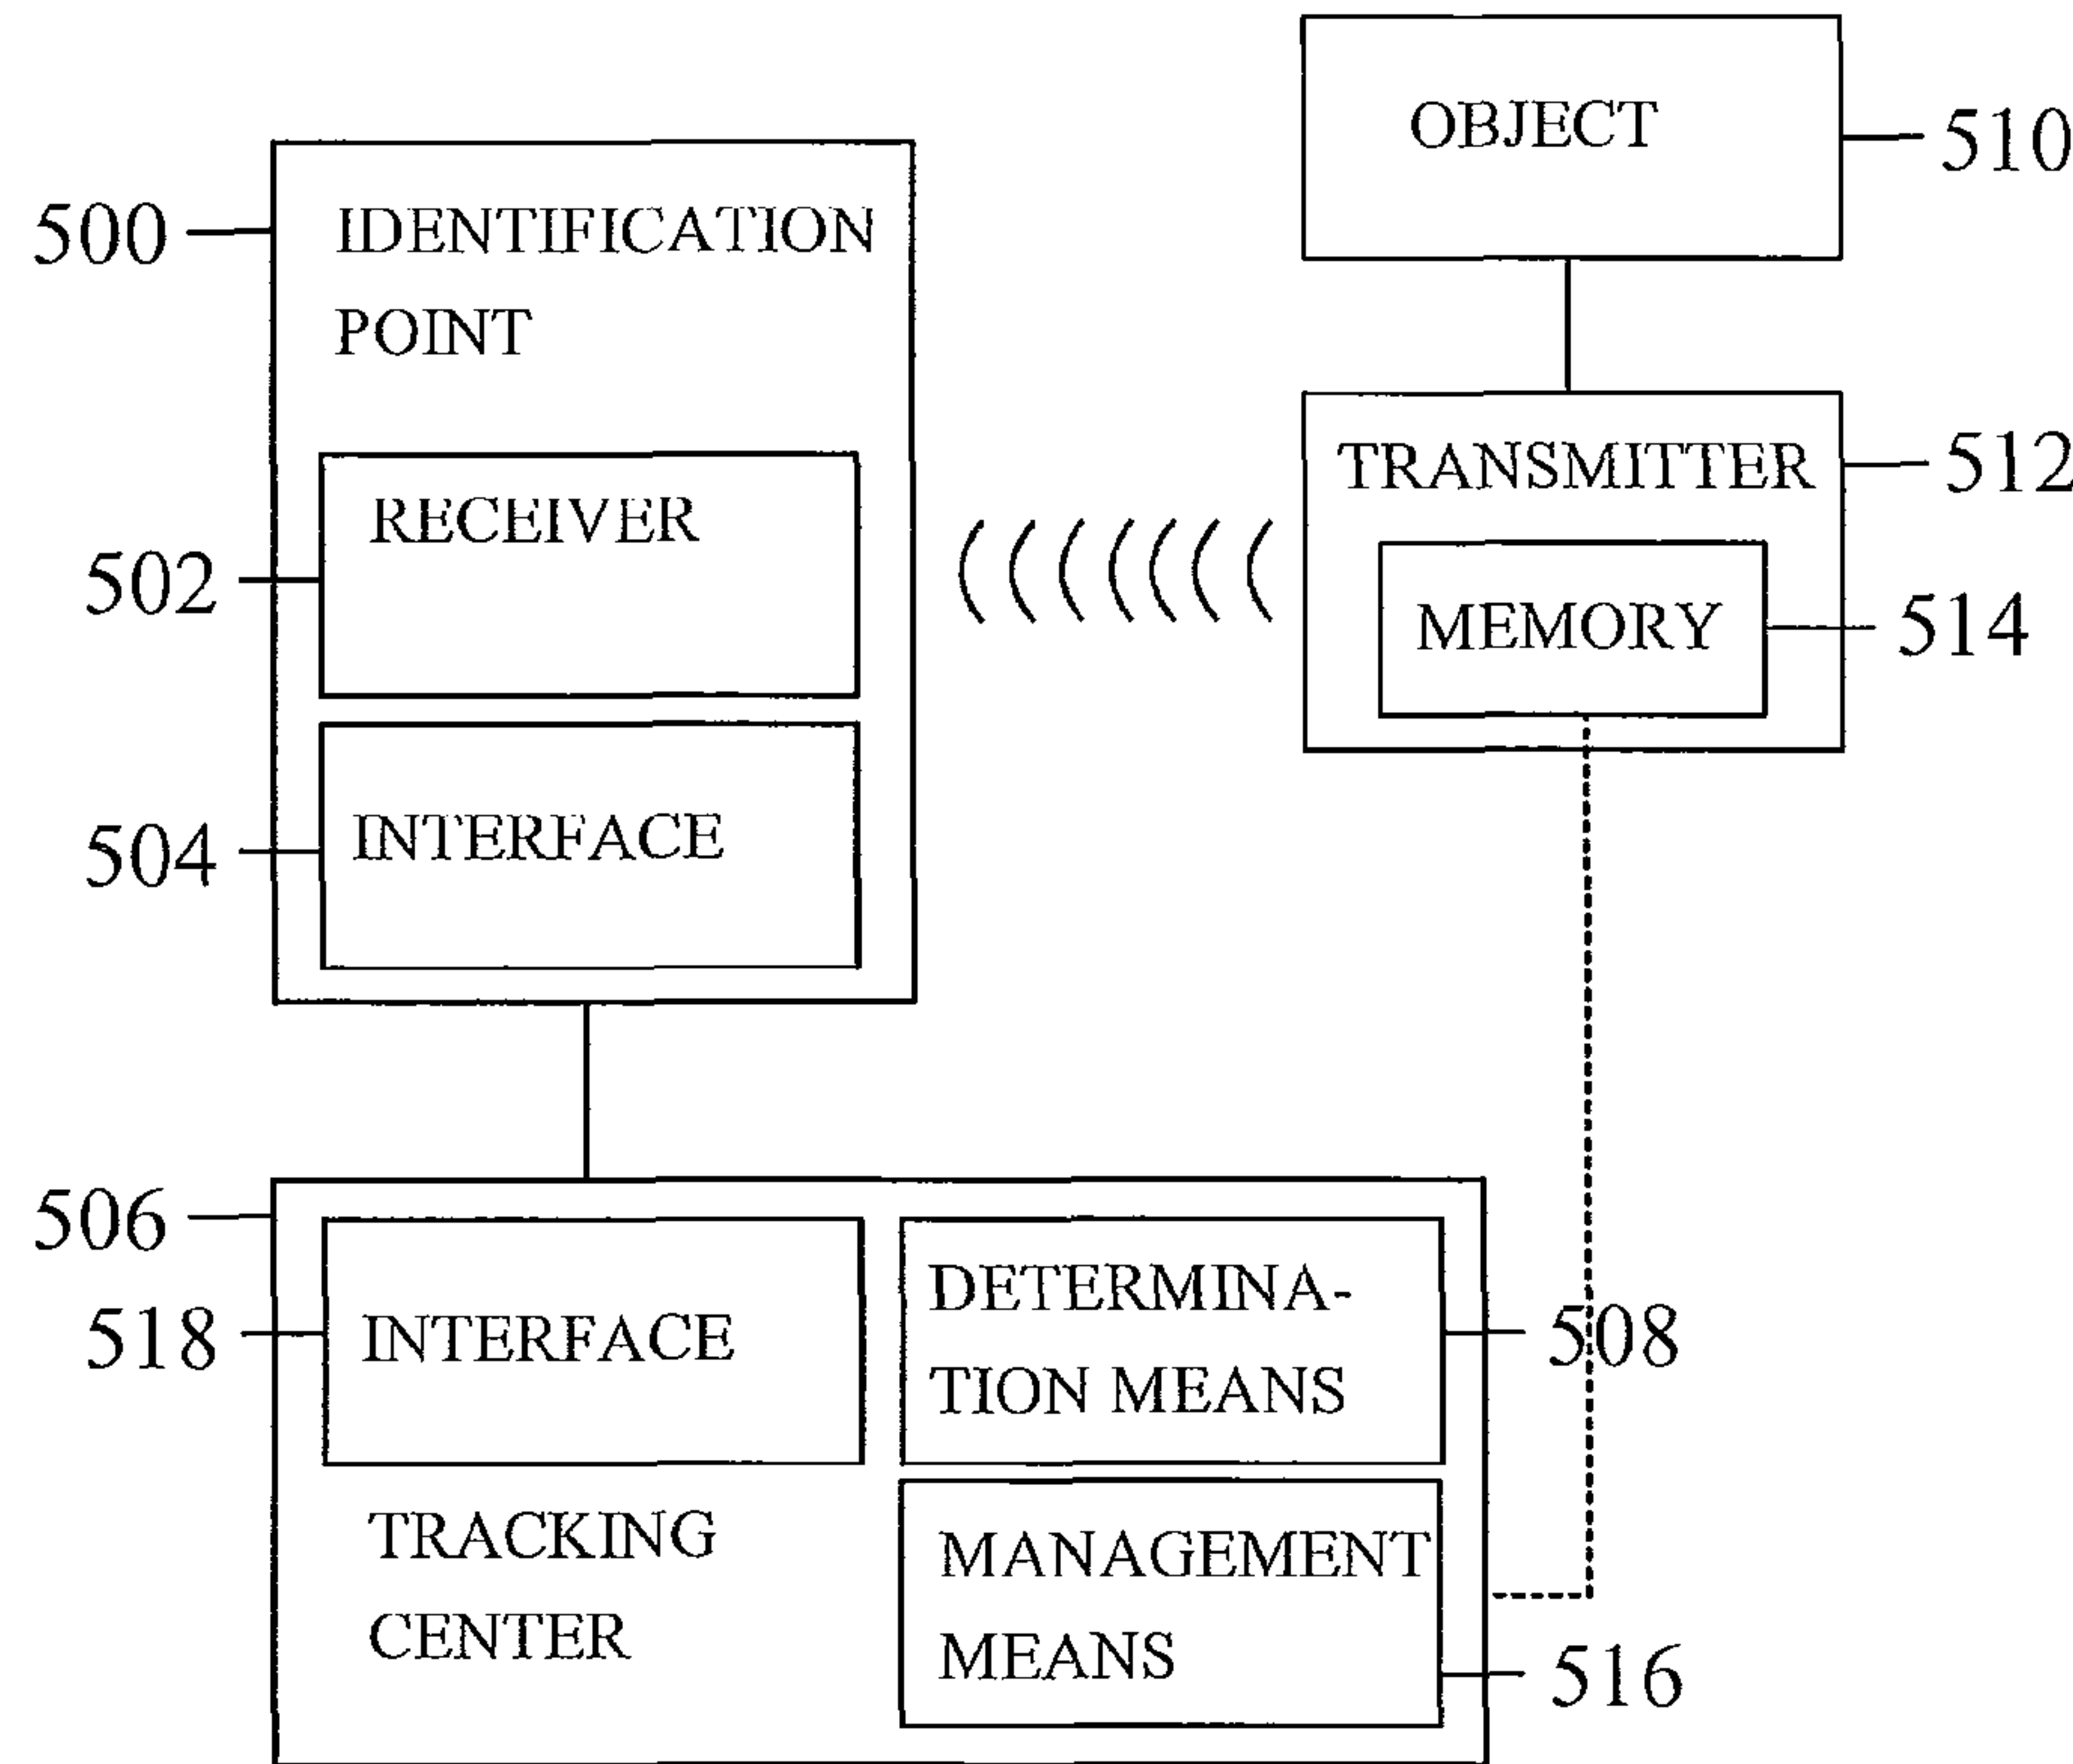 OBJECT
510
500
IDENTIFICATION
POINT
TRANSMITTER
512
RECEIVER
502
MEMORY
514
INTERFACE
504
506
518
INTERFACE
DETERMINA-
TION MEANS
508
TRACKING
CENTER
MANAGEMENT
MEANS
516